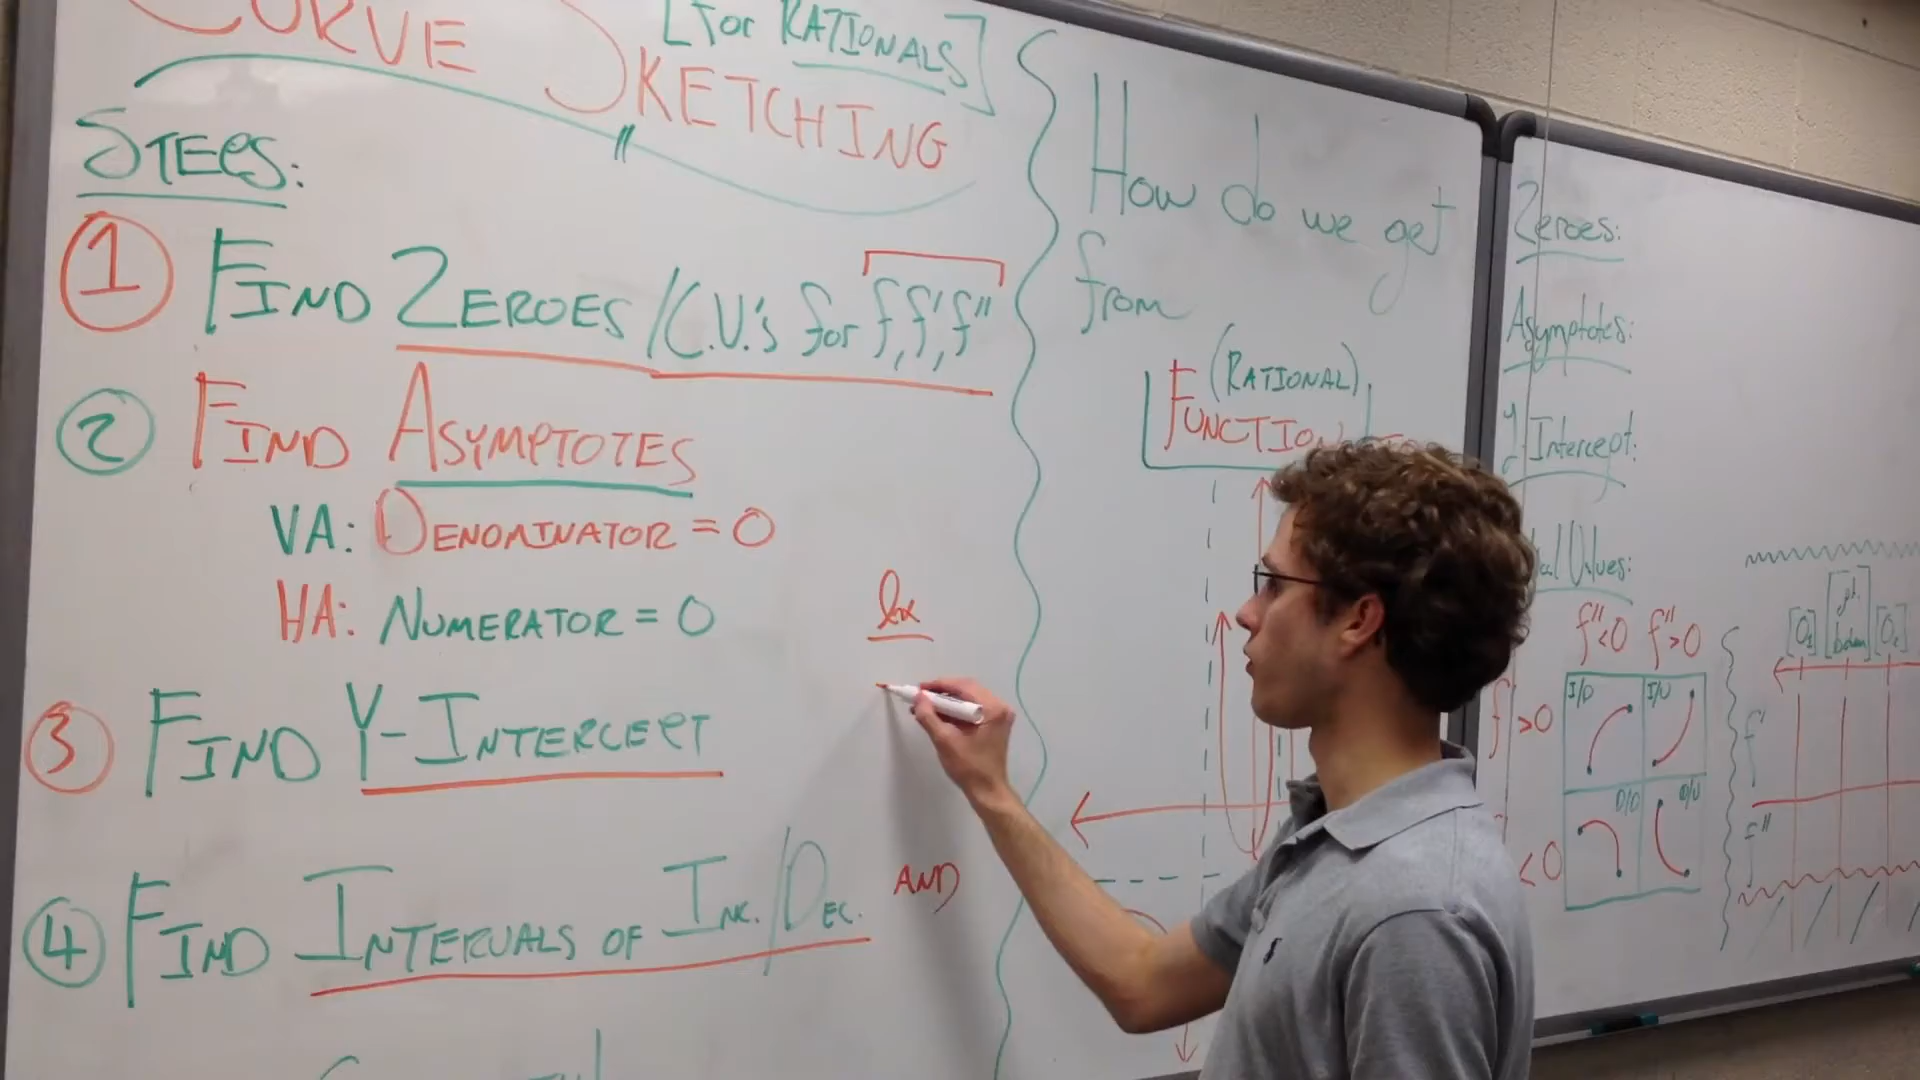 CURVE SKETCHING
[for RATIONALS]
STEPS:
① FIND ZEROES/C.V.'s for f, f', f"
② FIND ASYMPTOTES
VA: DENOMINATOR = 0
HA: NUMERATOR = 0
③ FIND Y-INTERCEPT
④ FIND INTERVALS OF INC./DEC. AND
Ex
How do we get
from
(RATIONAL)
FUNCTION
Zeroes:
Asymptotes:
y-Intercept:
Values:
f"<0 f">0
>0
<0
I/D I/U
D/D D/U
f'
f"